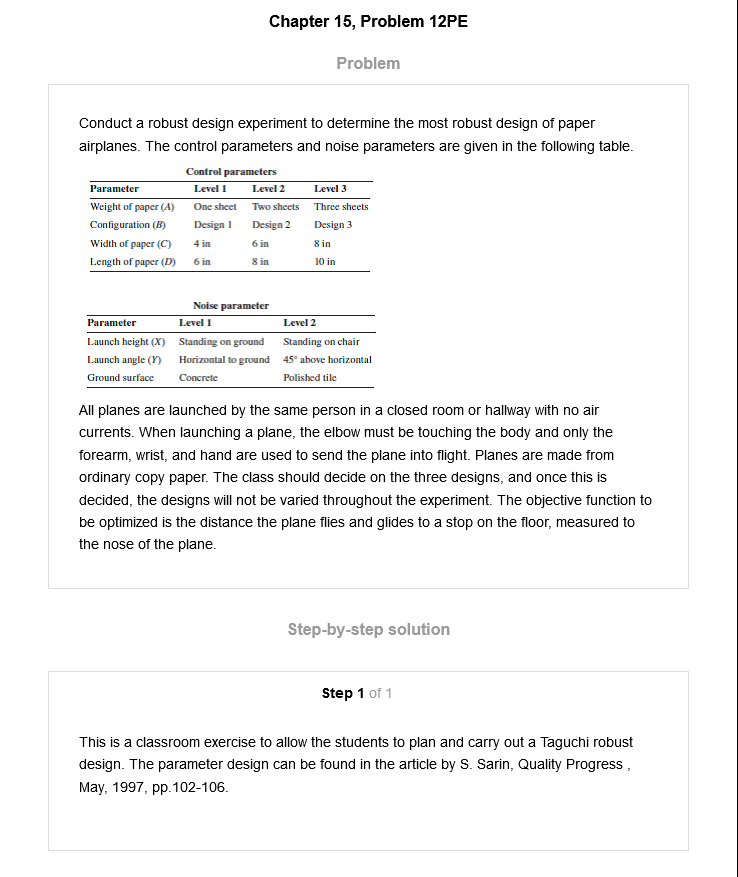 Chapter 15, Problem 12PE
Problem
Conduct a robust design experiment to determine the most robust design of paper
airplanes. The control parameters and noise parameters are given in the following table.
Control parameters
Parameter Level 1 Level 2 Level 3
Weight of paper (A) One sheet Two sheets Three sheets
Configuration (B) Design 1 Design 2 Design 3
Width of paper (C) 4 in 6 in 8 in
Length of paper (D) 6 in 8 in 10 in
Noise parameter
Parameter Level 1 Level 2
Launch height (X) Standing on ground Standing on chair
Launch angle (Y) Horizontal to ground 45° above horizontal
Ground surface Concrete Polished tile
All planes are launched by the same person in a closed room or hallway with no air
currents. When launching a plane, the elbow must be touching the body and only the
forearm, wrist, and hand are used to send the plane into flight. Planes are made from
ordinary copy paper. The class should decide on the three designs, and once this is
decided, the designs will not be varied throughout the experiment. The objective function to
be optimized is the distance the plane flies and glides to a stop on the floor, measured to
the nose of the plane.
Step-by-step solution
Step 1 of 1
This is a classroom exercise to allow the students to plan and carry out a Taguchi robust
design. The parameter design can be found in the article by S. Sarin, Quality Progress ,
May, 1997, pp.102-106.